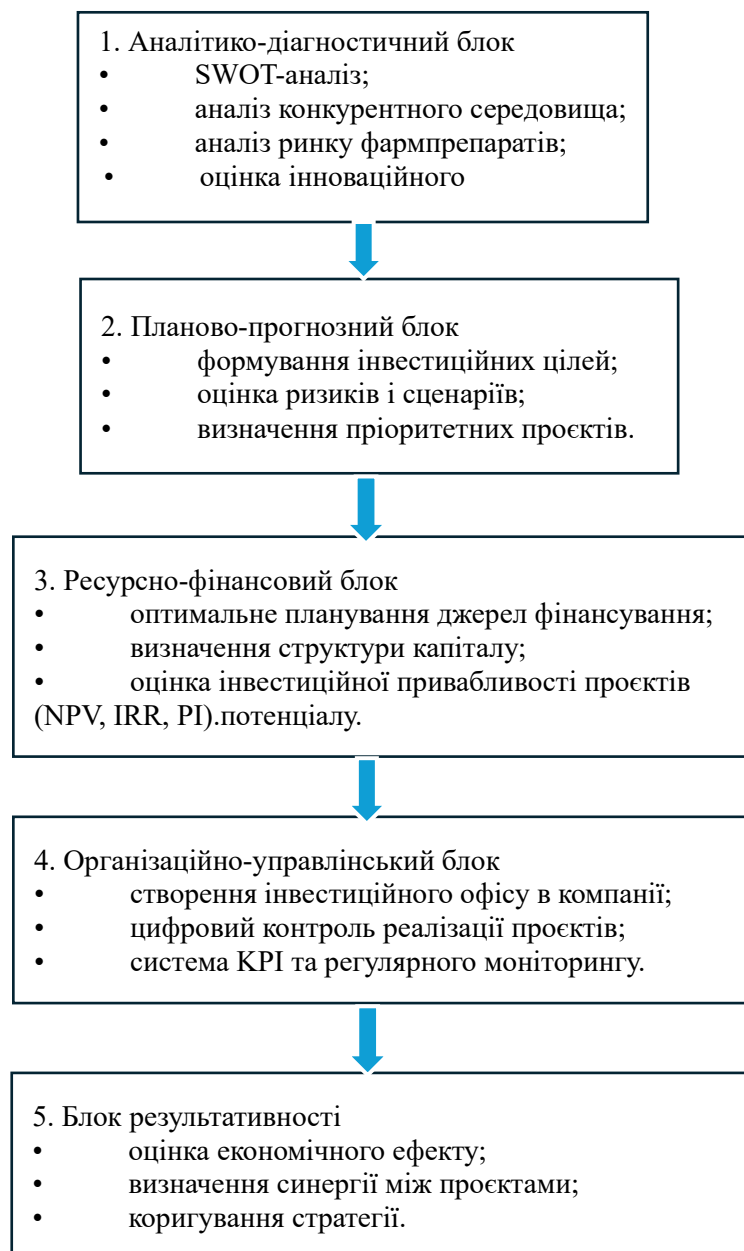 1. Аналітико-діагностичний блок
• SWOT-аналіз;
• аналіз конкурентного середовища;
• аналіз ринку фармпрепаратів;
• оцінка інноваційного
2. Планово-прогнозний блок
• формування інвестиційних цілей;
• оцінка ризиків і сценаріїв;
• визначення пріоритетних проєктів.
3. Ресурсно-фінансовий блок
• оптимальне планування джерел фінансування;
• визначення структури капіталу;
• оцінка інвестиційної привабливості проєктів
(NPV, IRR, PI).потенціалу.
4. Організаційно-управлінський блок
• створення інвестиційного офісу в компанії;
• цифровий контроль реалізації проєктів;
• система KPI та регулярного моніторингу.
5. Блок результативності
• оцінка економічного ефекту;
• визначення синергії між проєктами;
• коригування стратегії.